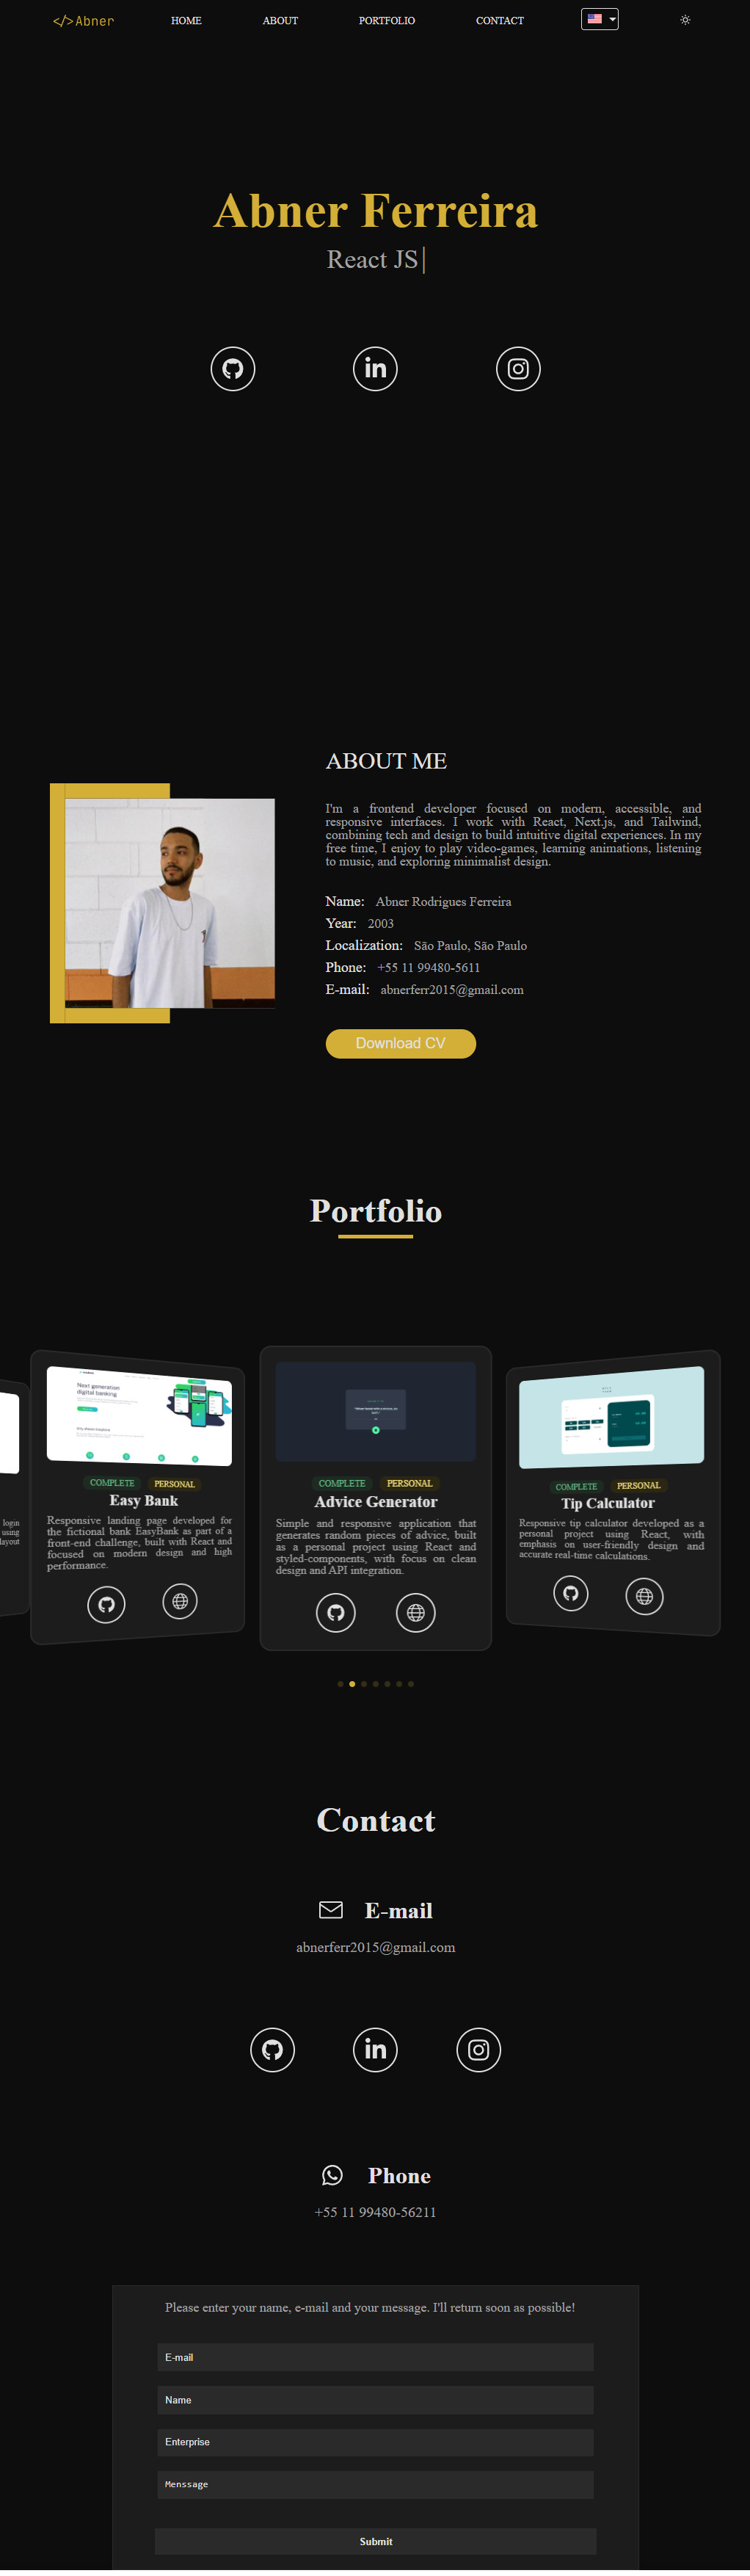 </>Abner
HOME
ABOUT
PORTFOLIO
CONTACT
Abner Ferreira
React JS
ABOUT ME
I'm a frontend developer focused on modern, accessible, and
responsive interfaces. I work with React, Next.js, and Tailwind,
combining tech and design to build intuitive digital experiences. In my
free time, I enjoy to play video-games, learning animations, listening
to music, and exploring minimalist design.
Name: Abner Rodrigues Ferreira
Year: 2003
Localization: São Paulo, São Paulo
Phone: +55 11 99480-5611
E-mail: abnerferr2015@gmail.com
Download CV
Portfolio
login
using
layout
Next generation
digital banking
COMPLETE PERSONAL
Easy Bank
Responsive landing page developed for
the fictional bank EasyBank as part of a
front-end challenge, built with React and
focused on modern design and high
performance.
COMPLETE PERSONAL
Advice Generator
Simple and responsive application that
generates random pieces of advice, built
as a personal project using React and
styled-components, with focus on clean
design and API integration.
COMPLETE PERSONAL
Tip Calculator
Responsive tip calculator developed as a
personal project using React, with
emphasis on user-friendly design and
accurate real-time calculations.
Contact
E-mail
abnerferr2015@gmail.com
Phone
+55 11 99480-56211
Please enter your name, e-mail and your message. I'll return soon as possible!
E-mail
Name
Enterprise
Menssage
Submit